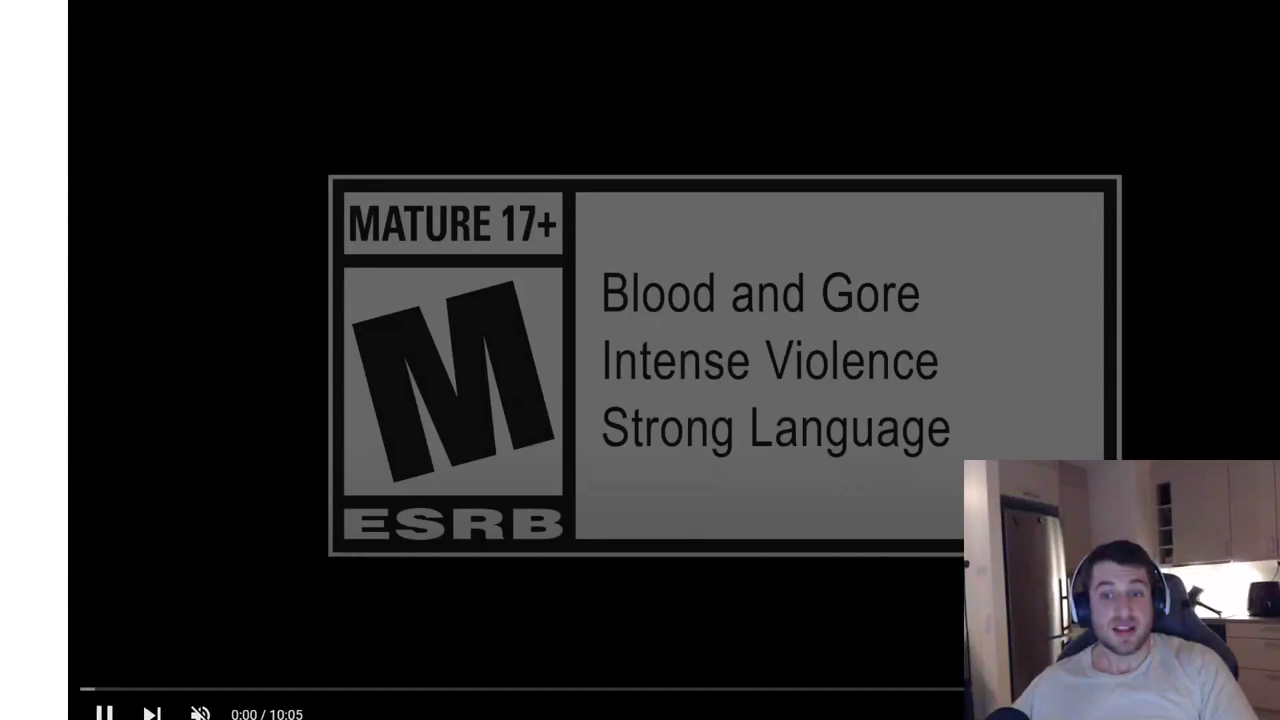 MATURE 17+
M
ESRB
Blood and Gore
Intense Violence
Strong Language
0:00 / 10:05